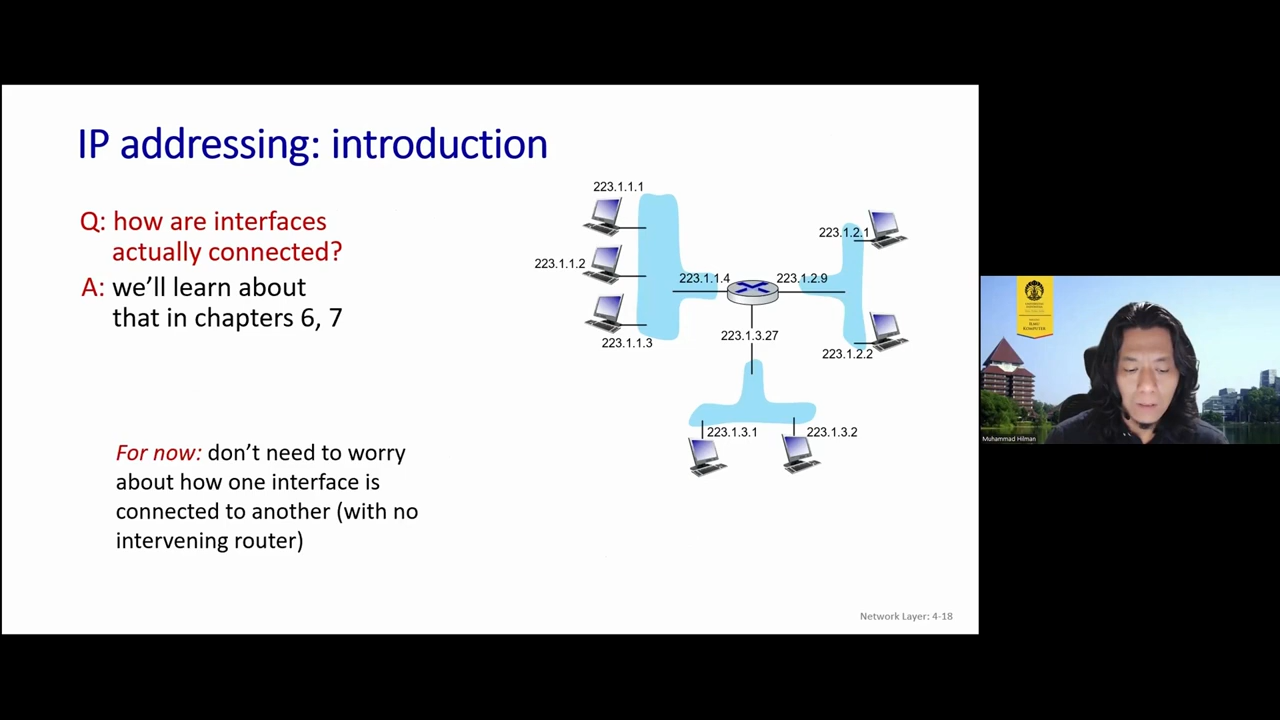 IP addressing: introduction
Q: how are interfaces
actually connected?
A: we’ll learn about
that in chapters 6, 7
For now: don’t need to worry
about how one interface is
connected to another (with no
intervening router)
223.1.1.1
223.1.1.2
223.1.1.3
223.1.1.4
223.1.2.9
223.1.2.1
223.1.2.2
223.1.3.27
223.1.3.1
223.1.3.2
Network Layer: 4-18
ILMU
KOMPUTER
Muhammad Hilman